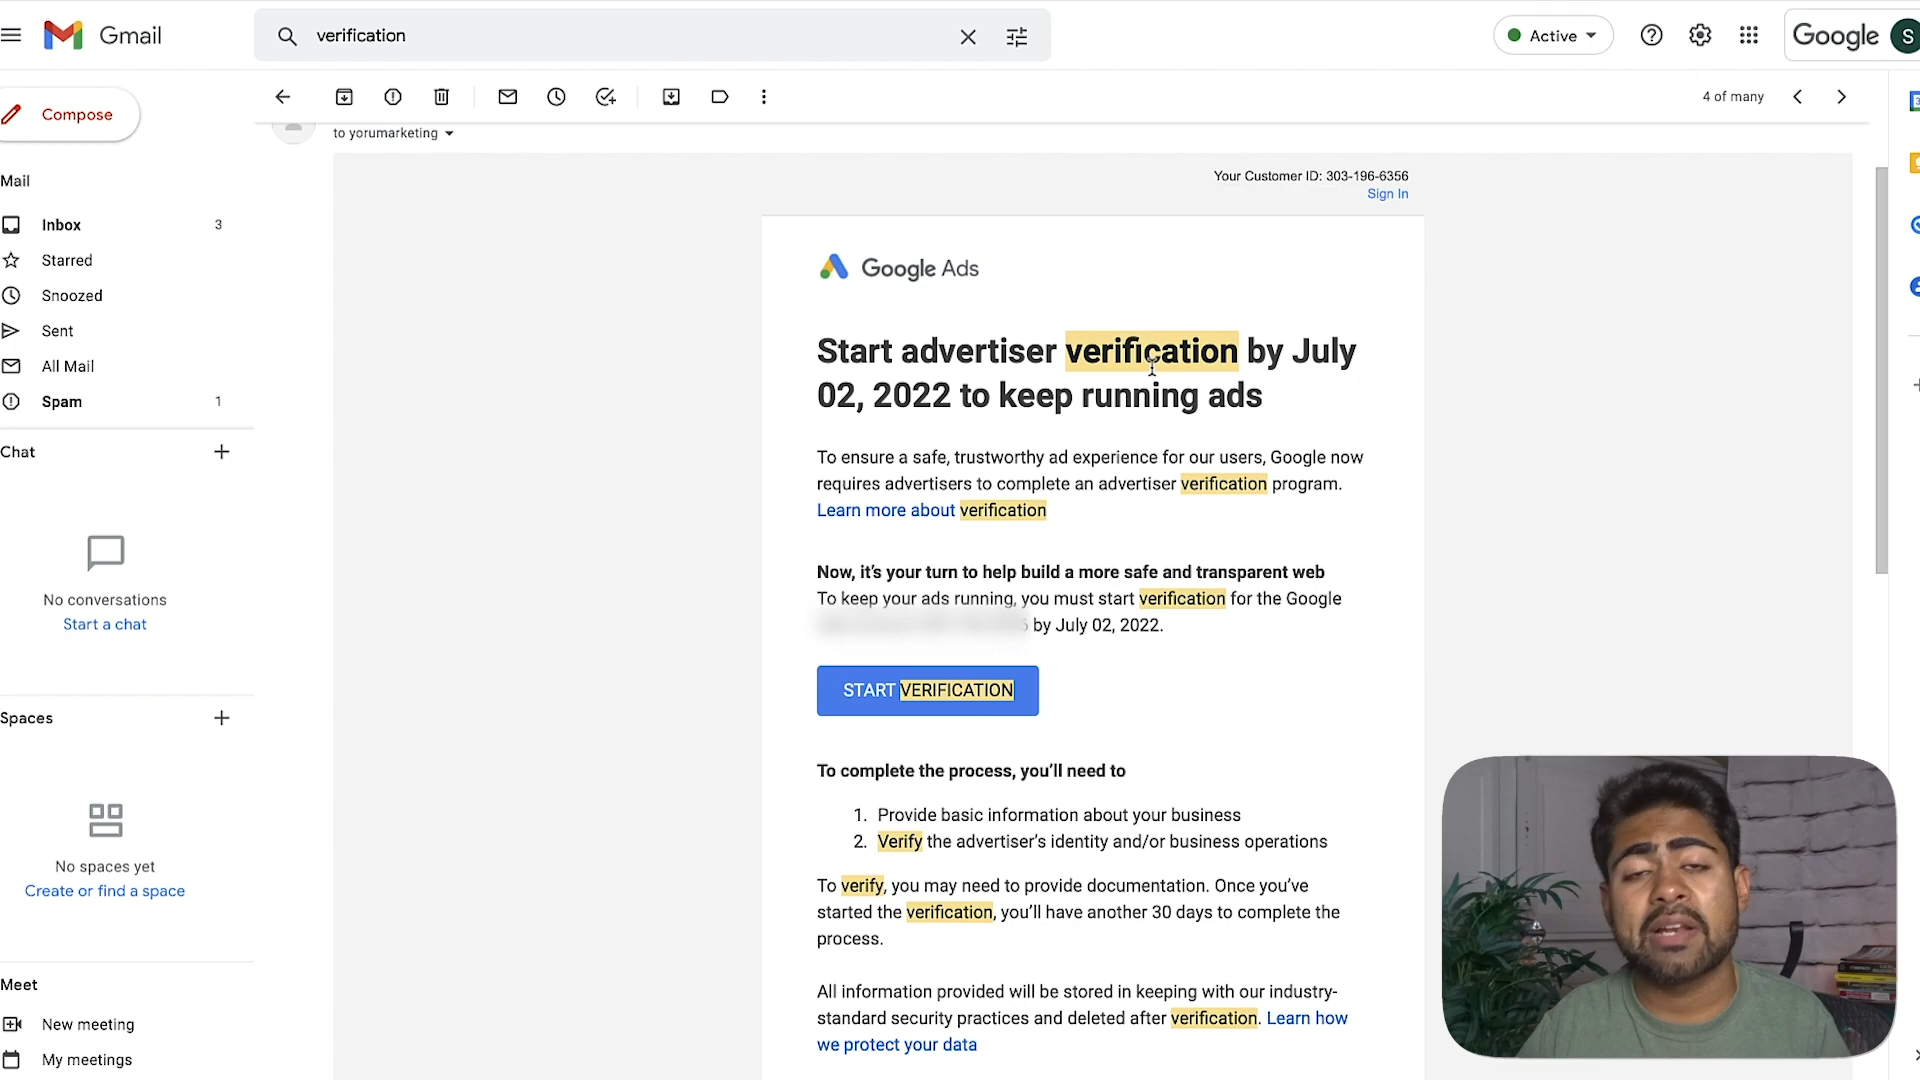 Gmail
verification
Active
Google
S
Compose
4 of many
to yorumarketing
Mail
Inbox 3
Starred
Snoozed
Sent
All Mail
Spam 1
Chat
No conversations
Start a chat
Spaces
No spaces yet
Create or find a space
Meet
New meeting
My meetings
Your Customer ID: 303-196-6356
Sign In
Google Ads
Start advertiser verification by July
02, 2022 to keep running ads
To ensure a safe, trustworthy ad experience for our users, Google now
requires advertisers to complete an advertiser verification program.
Learn more about verification
Now, it's your turn to help build a more safe and transparent web
To keep your ads running, you must start verification for the Google
by July 02, 2022.
START VERIFICATION
To complete the process, you'll need to
1. Provide basic information about your business
2. Verify the advertiser's identity and/or business operations
To verify, you may need to provide documentation. Once you've
started the verification, you'll have another 30 days to complete the
process.
All information provided will be stored in keeping with our industry-
standard security practices and deleted after verification. Learn how
we protect your data